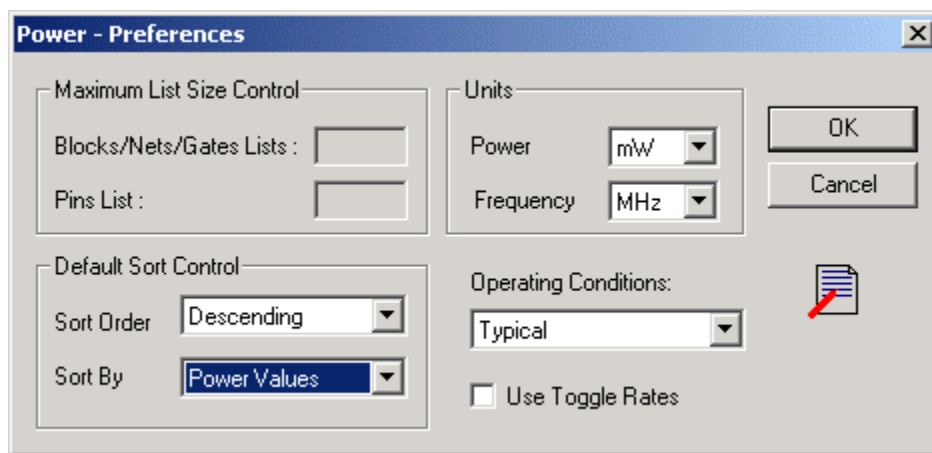 Power - Preferences
Maximum List Size Control
Blocks/Nets/Gates Lists :
Pins List :
Units
Power mW
Frequency MHz
OK
Cancel
Default Sort Control
Sort Order Descending
Sort By Power Values
Operating Conditions:
Typical
Use Toggle Rates